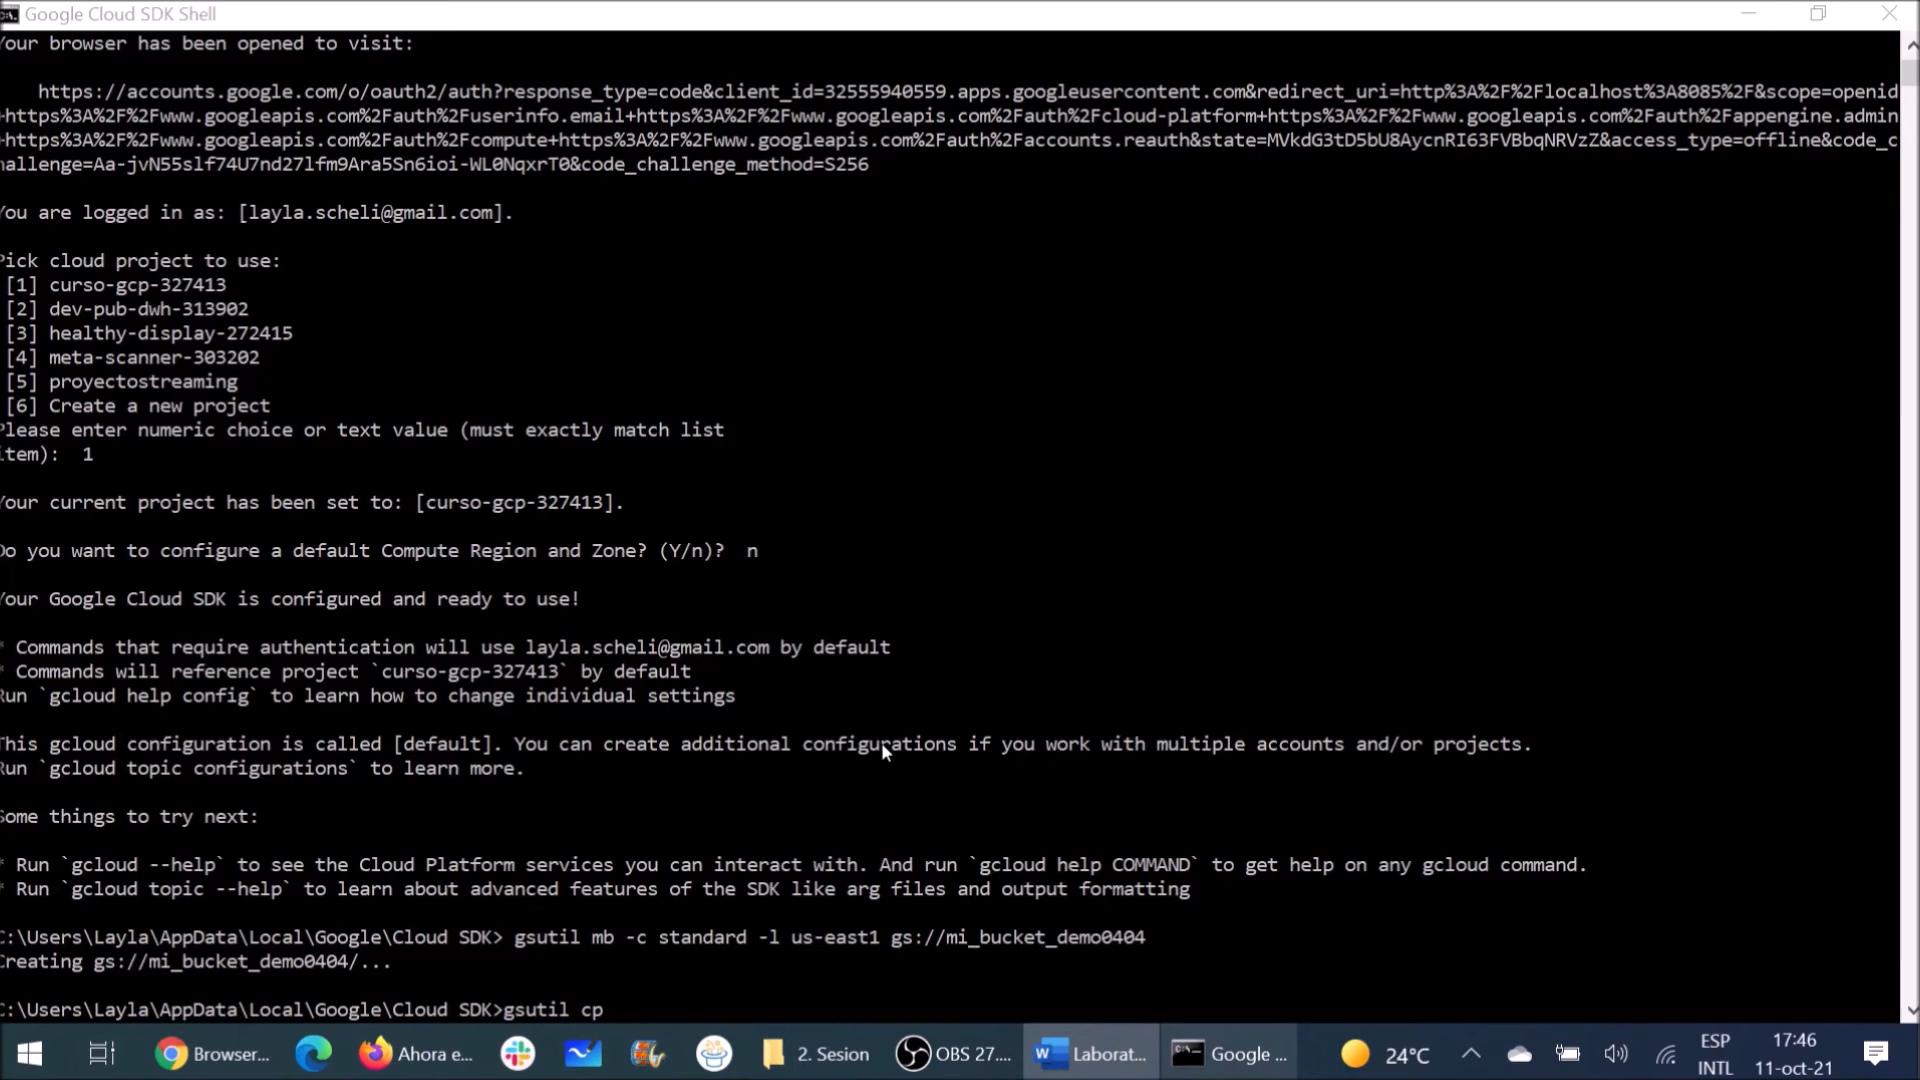 Google Cloud SDK Shell
Your browser has been opened to visit:
https://accounts.google.com/o/oauth2/auth?response_type=code&client_id=32555940559.apps.googleusercontent.com&redirect_uri=http%3A%2F%2Flocalhost%3A8085%2F&scope=openid
+https%3A%2F%2Fwww.googleapis.com%2Fauth%2Fuserinfo.email+https%3A%2F%2Fwww.googleapis.com%2Fauth%2Fcloud-platform+https%3A%2F%2Fwww.googleapis.com%2Fauth%2Fappengine.admin
+https%3A%2F%2Fwww.googleapis.com%2Fauth%2Fcompute+https%3A%2F%2Fwww.googleapis.com%2Fauth%2Faccounts.reauth&state=MVkdG3tD5bU8AycnRI63FVBbqNRVzZ&access_type=offline&code_c
hallenge=Aa-jvN55slf74U7nd27lfm9Ara5Sn6ioi-WL0NqxrT0&code_challenge_method=S256
You are logged in as: [layla.scheli@gmail.com].
Pick cloud project to use:
[1] curso-gcp-327413
[2] dev-pub-dwh-313902
[3] healthy-display-272415
[4] meta-scanner-303202
[5] proyectostreaming
[6] Create a new project
Please enter numeric choice or text value (must exactly match list
item):  1
Your current project has been set to: [curso-gcp-327413].
Do you want to configure a default Compute Region and Zone? (Y/n)?  n
Your Google Cloud SDK is configured and ready to use!
* Commands that require authentication will use layla.scheli@gmail.com by default
* Commands will reference project `curso-gcp-327413` by default
Run `gcloud help config` to learn how to change individual settings
This gcloud configuration is called [default]. You can create additional configurations if you work with multiple accounts and/or projects.
Run `gcloud topic configurations` to learn more.
Some things to try next:
* Run `gcloud --help` to see the Cloud Platform services you can interact with. And run `gcloud help COMMAND` to get help on any gcloud command.
* Run `gcloud topic --help` to learn about advanced features of the SDK like arg files and output formatting
C:\Users\Layla\AppData\Local\Google\Cloud SDK> gsutil mb -c standard -l us-east1 gs://mi_bucket_demo0404
Creating gs://mi_bucket_demo0404/...
C:\Users\Layla\AppData\Local\Google\Cloud SDK>gsutil cp
Browser... Ahora e... 2. Sesion OBS 27.... Laborat... Google ... 24°C ESP INTL 17:46 11-oct-21